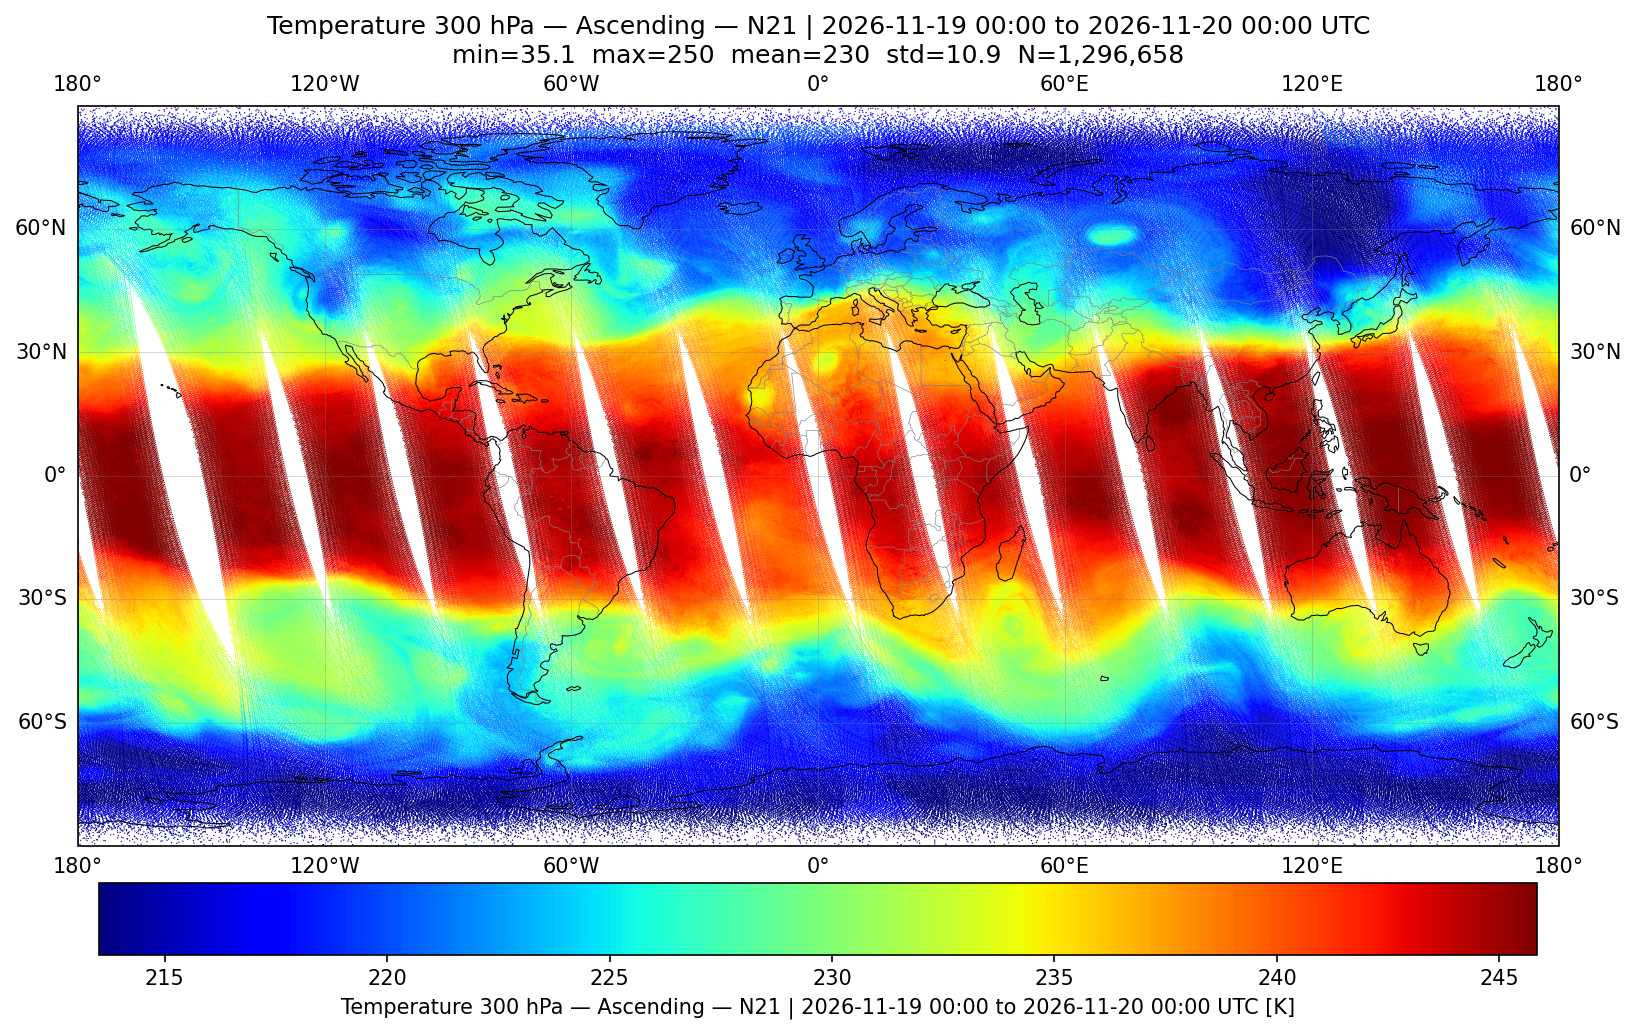 Temperature 300 hPa — Ascending — N21 | 2026-11-19 00:00 to 2026-11-20 00:00 UTC
min=35.1 max=250 mean=230 std=10.9 N=1,296,658
180° 120°W 60°W 0° 60°E 120°E 180°
60°N 60°N
30°N 30°N
0° 0°
30°S 30°S
60°S 60°S
180° 120°W 60°W 0° 60°E 120°E 180°
215 220 225 230 235 240 245
Temperature 300 hPa — Ascending — N21 | 2026-11-19 00:00 to 2026-11-20 00:00 UTC [K]